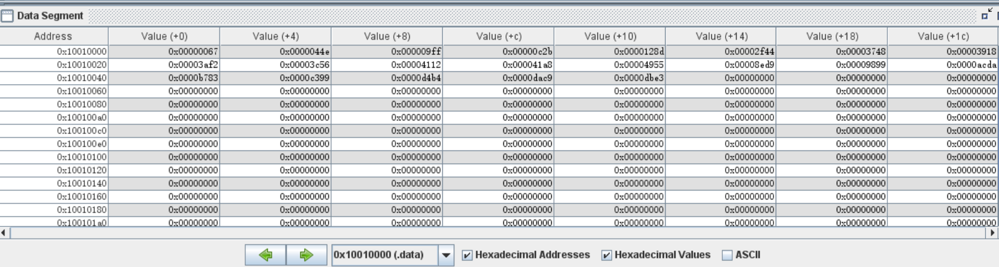 Data Segment
Address Value (+0) Value (+4) Value (+8) Value (+c) Value (+10) Value (+14) Value (+18) Value (+1c)
0x10010000 0x00000067 0x0000044e 0x000009ff 0x00000c2b 0x0000128d 0x00002f44 0x00003748 0x00003918
0x10010020 0x00003af2 0x00003c56 0x00004112 0x000041a8 0x00004955 0x00008ed9 0x00009899 0x0000acda
0x10010040 0x0000b783 0x0000c399 0x0000d4b4 0x0000dac9 0x0000dbe3 0x00000000 0x00000000 0x00000000
0x10010060 0x00000000 0x00000000 0x00000000 0x00000000 0x00000000 0x00000000 0x00000000 0x00000000
0x10010080 0x00000000 0x00000000 0x00000000 0x00000000 0x00000000 0x00000000 0x00000000 0x00000000
0x100100a0 0x00000000 0x00000000 0x00000000 0x00000000 0x00000000 0x00000000 0x00000000 0x00000000
0x100100c0 0x00000000 0x00000000 0x00000000 0x00000000 0x00000000 0x00000000 0x00000000 0x00000000
0x100100e0 0x00000000 0x00000000 0x00000000 0x00000000 0x00000000 0x00000000 0x00000000 0x00000000
0x10010100 0x00000000 0x00000000 0x00000000 0x00000000 0x00000000 0x00000000 0x00000000 0x00000000
0x10010120 0x00000000 0x00000000 0x00000000 0x00000000 0x00000000 0x00000000 0x00000000 0x00000000
0x10010140 0x00000000 0x00000000 0x00000000 0x00000000 0x00000000 0x00000000 0x00000000 0x00000000
0x10010160 0x00000000 0x00000000 0x00000000 0x00000000 0x00000000 0x00000000 0x00000000 0x00000000
0x10010180 0x00000000 0x00000000 0x00000000 0x00000000 0x00000000 0x00000000 0x00000000 0x00000000
0x100101a0 0x00000000 0x00000000 0x00000000 0x00000000 0x00000000 0x00000000 0x00000000 0x00000000
0x10010000 (.data) Hexadecimal Addresses Hexadecimal Values ASCII